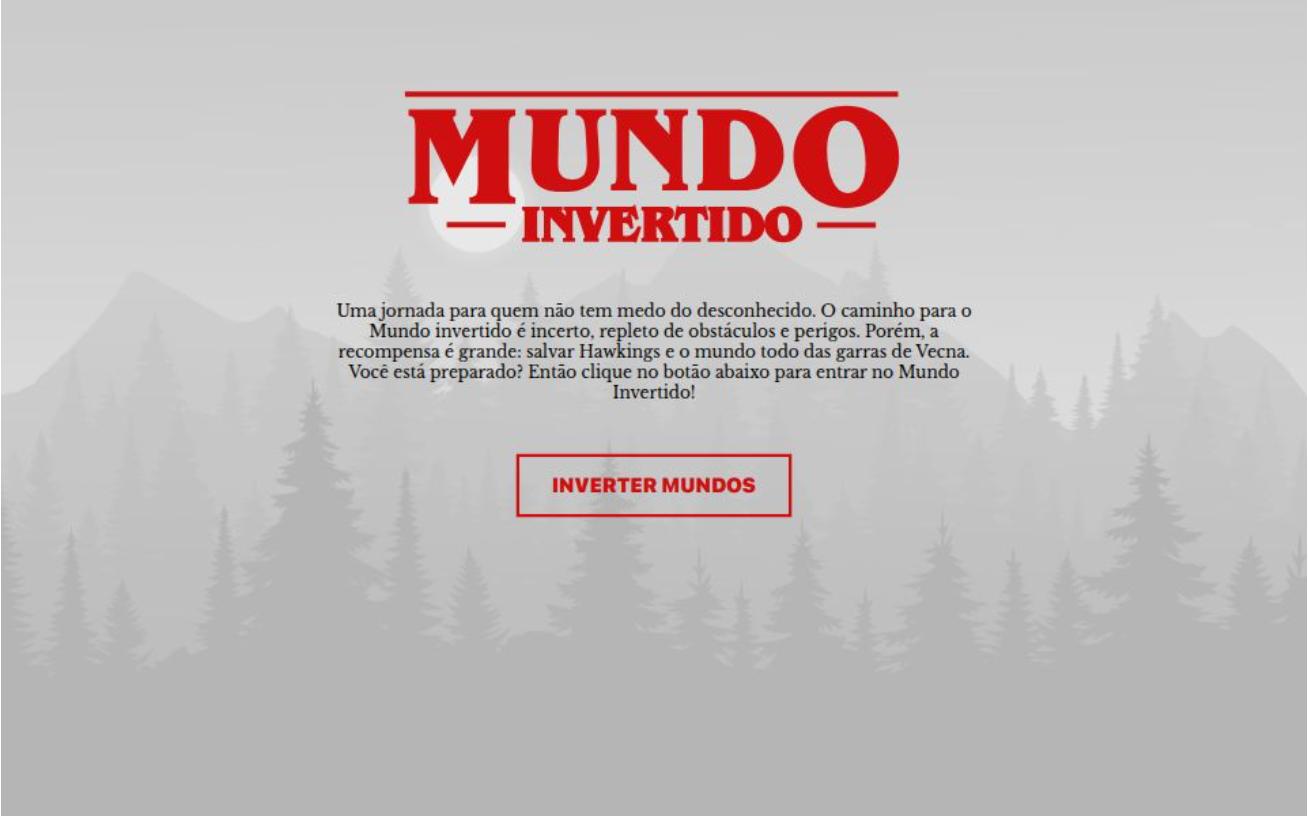 MUNDO
INVERTIDO
Uma jornada para quem não tem medo do desconhecido. O caminho para o
Mundo invertido é incerto, repleto de obstáculos e perigos. Porém, a
recompensa é grande: salvar Hawkings e o mundo todo das garras de Vecna.
Você está preparado? Então clique no botão abaixo para entrar no Mundo
Invertido!
INVERTER MUNDOS